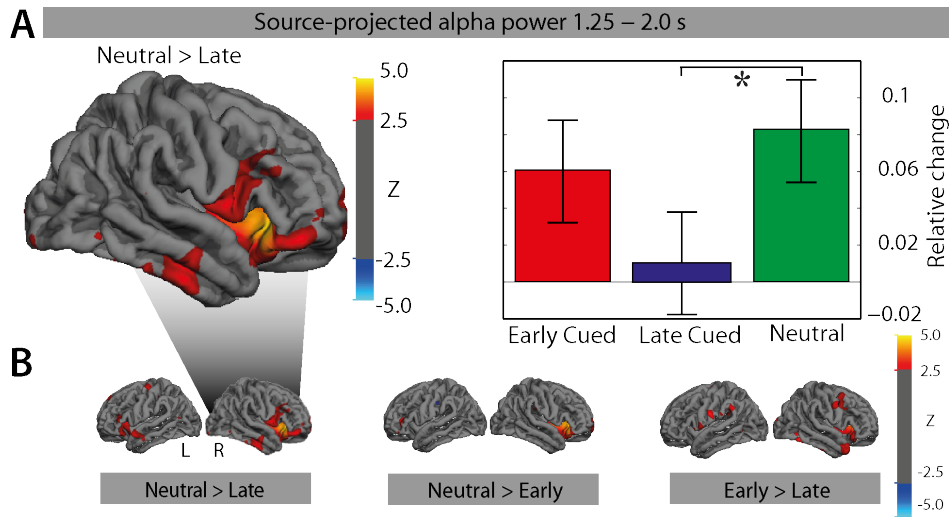 A
Source-projected alpha power 1.25 – 2.0 s
Neutral > Late
5.0
2.5
Z
-2.5
-5.0
*
0.1
0.06
0.02
−0.02
Relative change
Early Cued
Late Cued
Neutral
B
L
R
5.0
2.5
Z
-2.5
-5.0
Neutral > Late
Neutral > Early
Early > Late